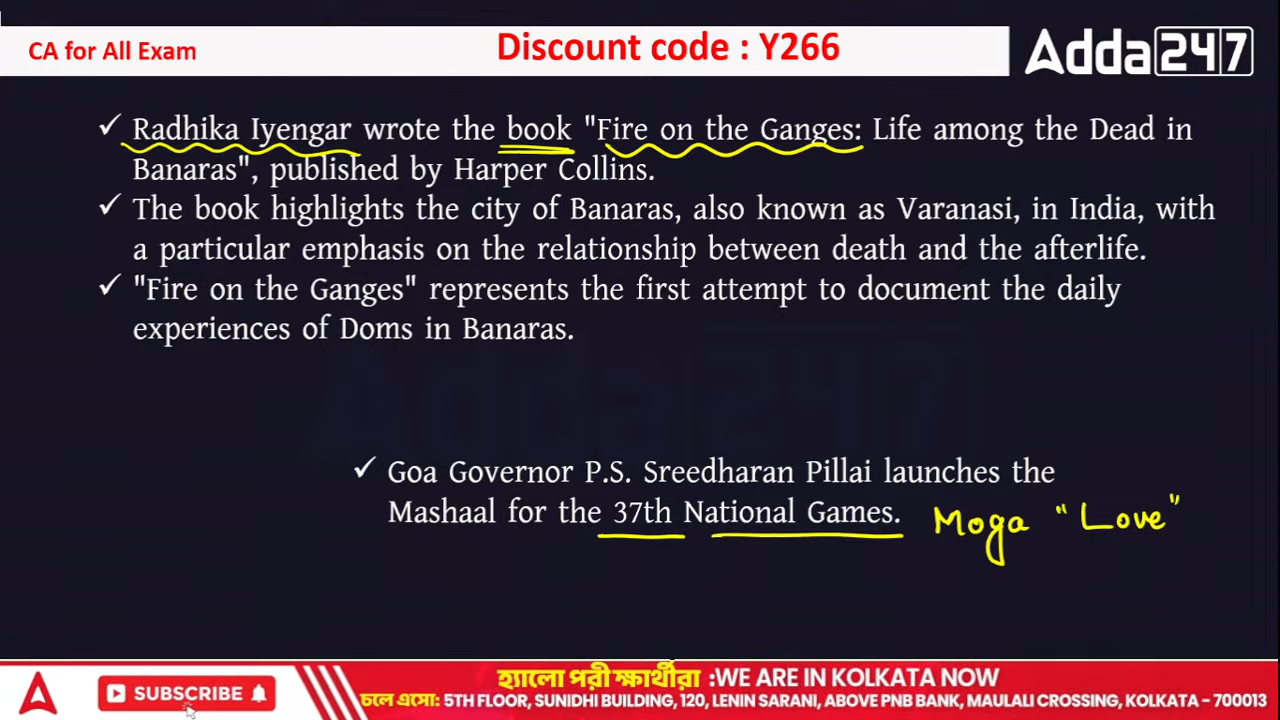 CA for All Exam
Discount code : Y266
Adda247
✓ Radhika Iyengar wrote the book "Fire on the Ganges: Life among the Dead in
Banaras", published by Harper Collins.
✓ The book highlights the city of Banaras, also known as Varanasi, in India, with
a particular emphasis on the relationship between death and the afterlife.
✓ "Fire on the Ganges" represents the first attempt to document the daily
experiences of Doms in Banaras.
✓ Goa Governor P.S. Sreedharan Pillai launches the
Mashaal for the 37th National Games. Moga "Love"
হ্যালো পরীক্ষার্থীরা :WE ARE IN KOLKATA NOW
SUBSCRIBE
চলে এসো: 5TH FLOOR, SUNIDHI BUILDING, 120, LENIN SARANI, ABOVE PNB BANK, MAULALI CROSSING, KOLKATA - 700013